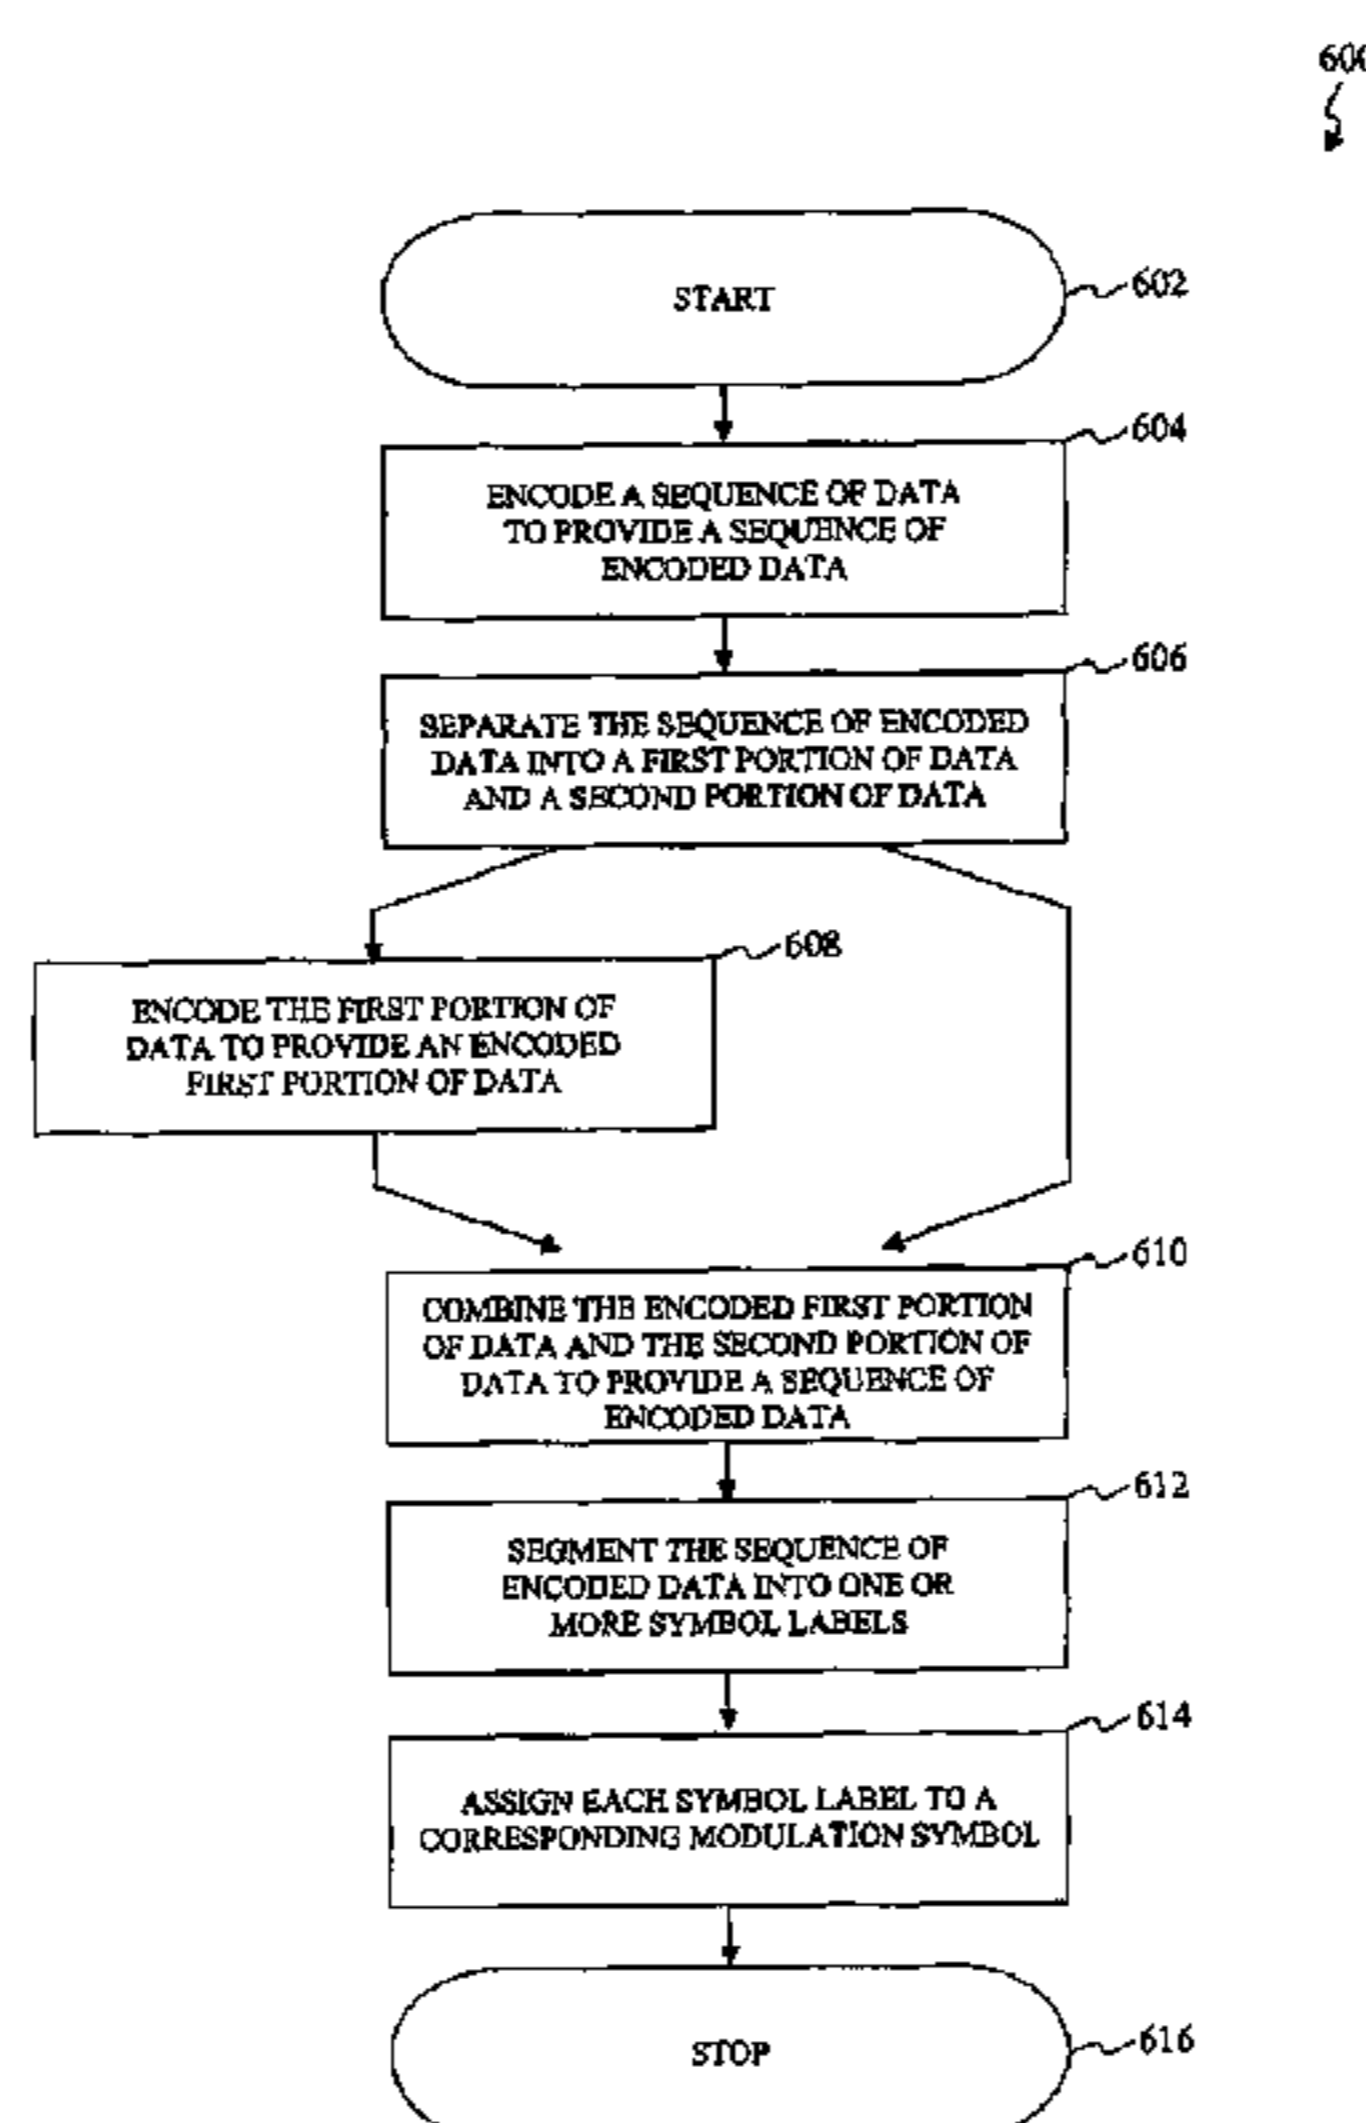 600
START
602
604
ENCODE A SEQUENCE OF DATA
TO PROVIDE A SEQUENCE OF
ENCODED DATA
606
SEPARATE THE SEQUENCE OF ENCODED
DATA INTO A FIRST PORTION OF DATA
AND A SECOND PORTION OF DATA
608
ENCODE THE FIRST PORTION OF
DATA TO PROVIDE AN ENCODED
FIRST PORTION OF DATA
610
COMBINE THE ENCODED FIRST PORTION
OF DATA AND THE SECOND PORTION OF
DATA TO PROVIDE A SEQUENCE OF
ENCODED DATA
612
SEGMENT THE SEQUENCE OF
ENCODED DATA INTO ONE OR
MORE SYMBOL LABELS
614
ASSIGN EACH SYMBOL LABEL TO A
CORRESPONDING MODULATION SYMBOL
STOP
616